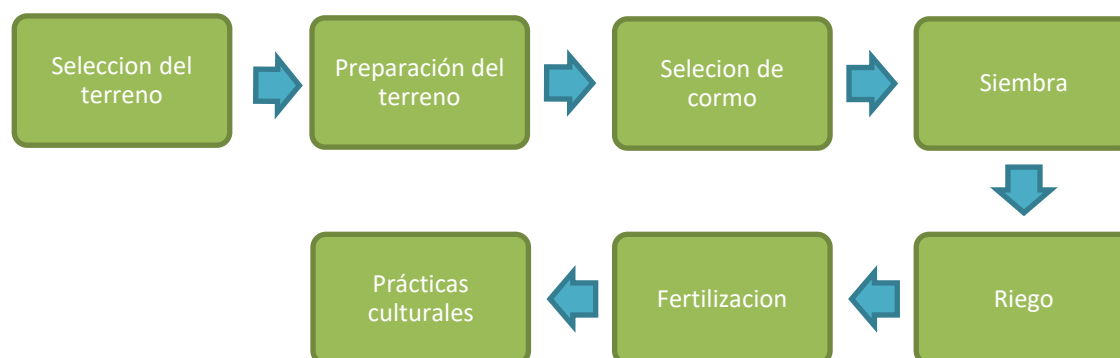 Seleccion del
terreno
Preparación del
terreno
Selecion de
cormo
Siembra
Riego
Fertilizacion
Prácticas
culturales